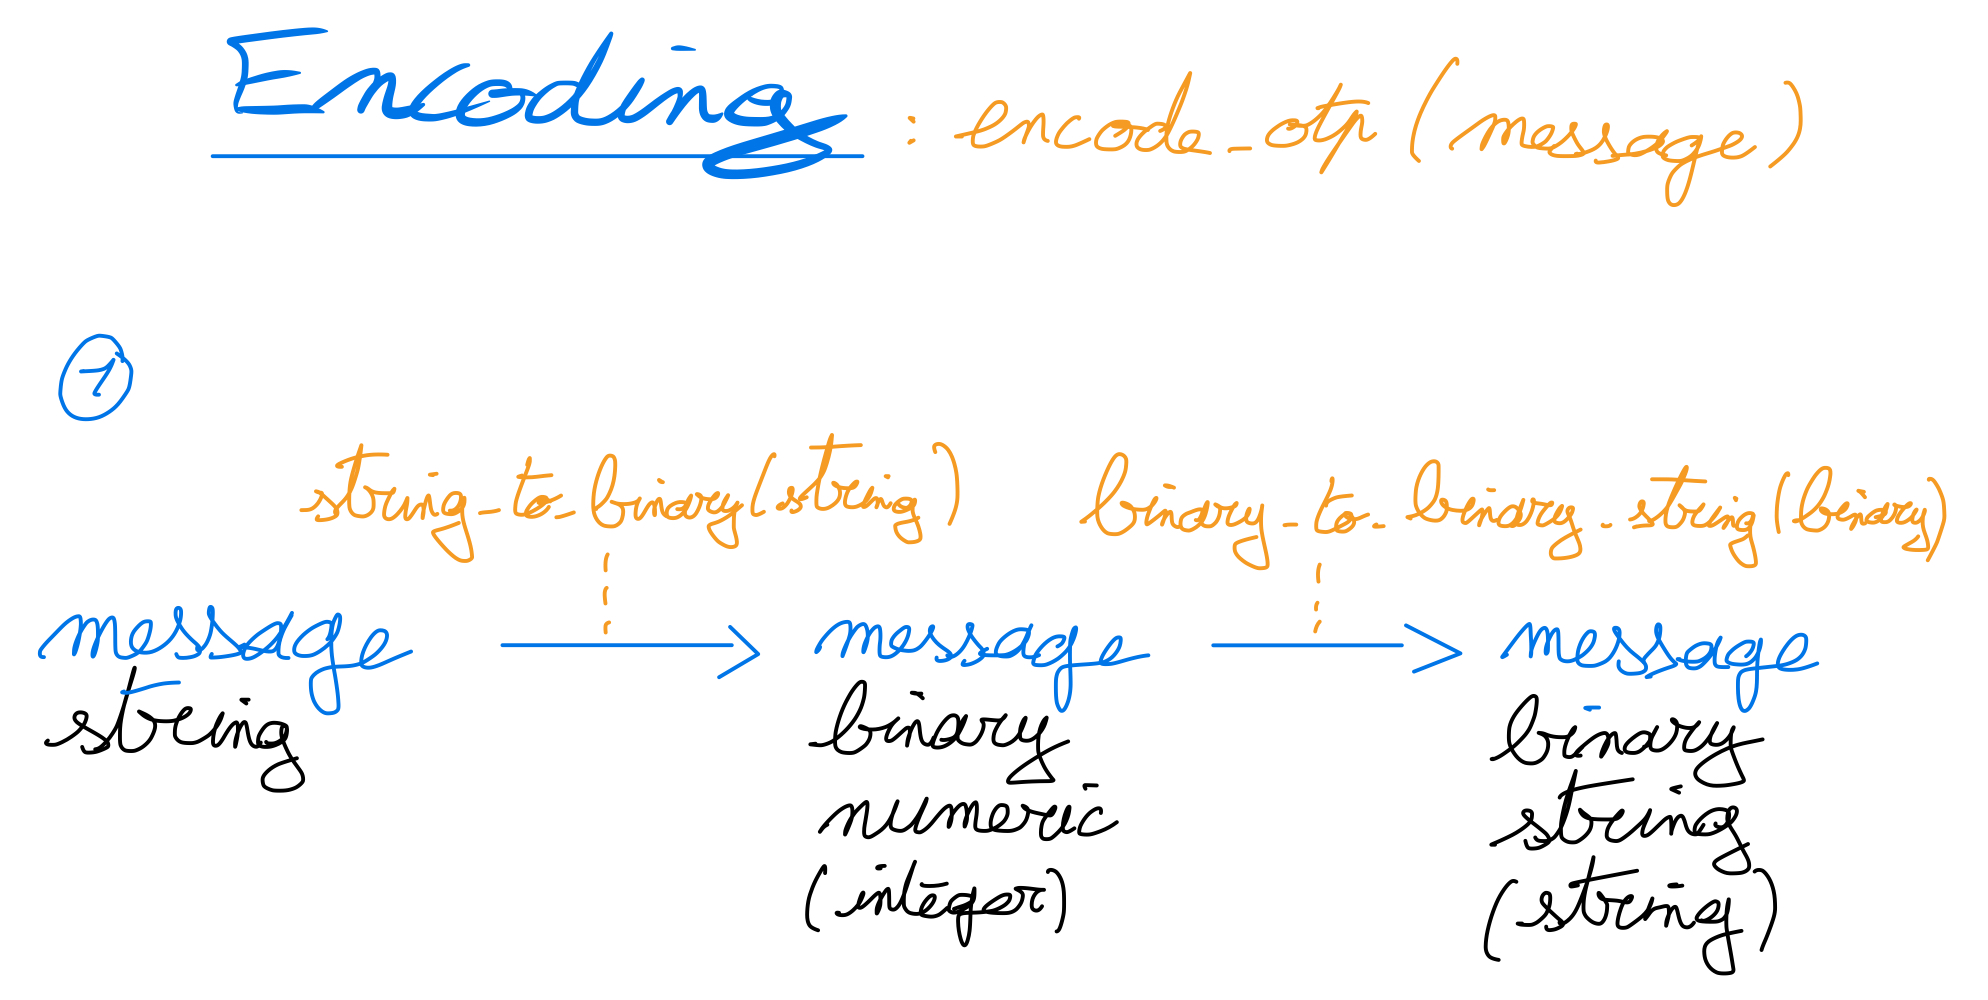 Encoding : encode_otp (message)
1
string_to_binary(string) binary_to_binary_string(binary)
message message message
string binary binary
numeric string
(integer) (string)